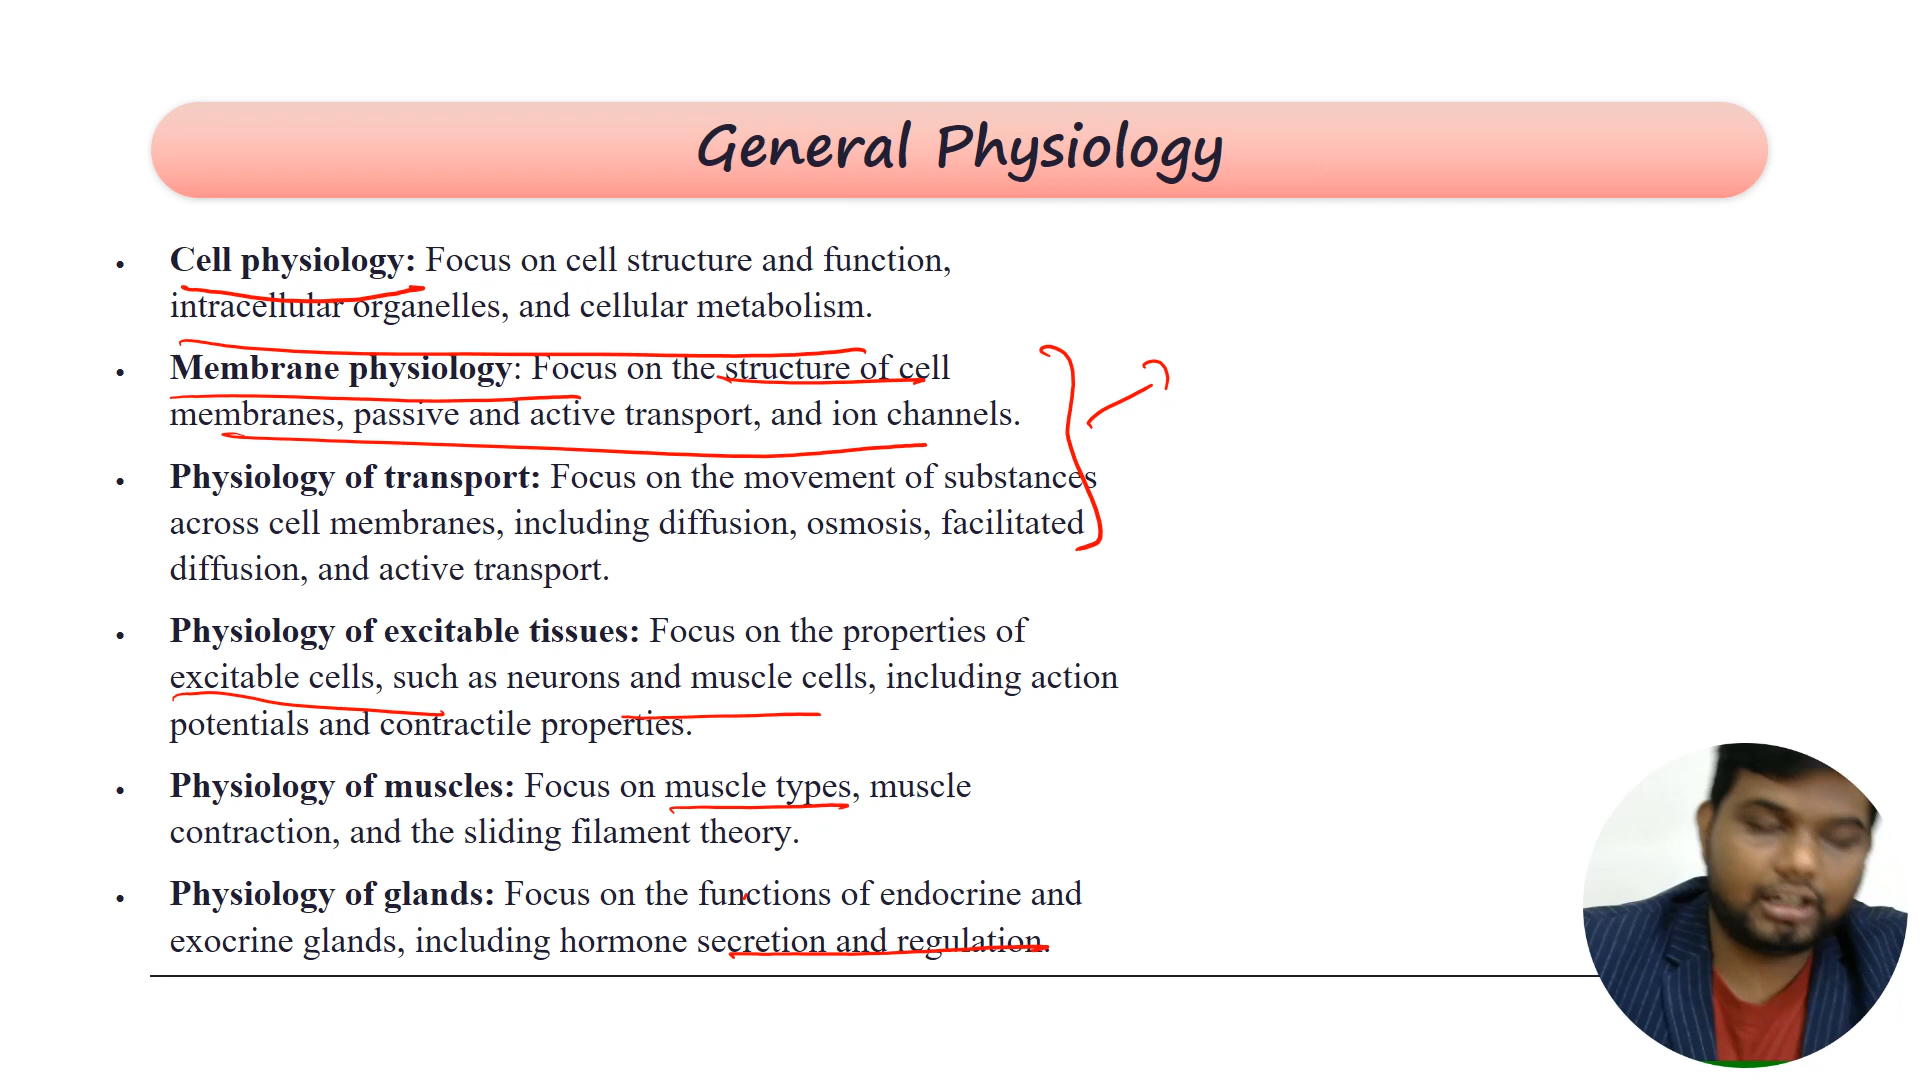 General Physiology
• Cell physiology: Focus on cell structure and function,
intracellular organelles, and cellular metabolism.
• Membrane physiology: Focus on the structure of cell
membranes, passive and active transport, and ion channels.
• Physiology of transport: Focus on the movement of substances
across cell membranes, including diffusion, osmosis, facilitated
diffusion, and active transport.
• Physiology of excitable tissues: Focus on the properties of
excitable cells, such as neurons and muscle cells, including action
potentials and contractile properties.
• Physiology of muscles: Focus on muscle types, muscle
contraction, and the sliding filament theory.
• Physiology of glands: Focus on the functions of endocrine and
exocrine glands, including hormone secretion and regulation.